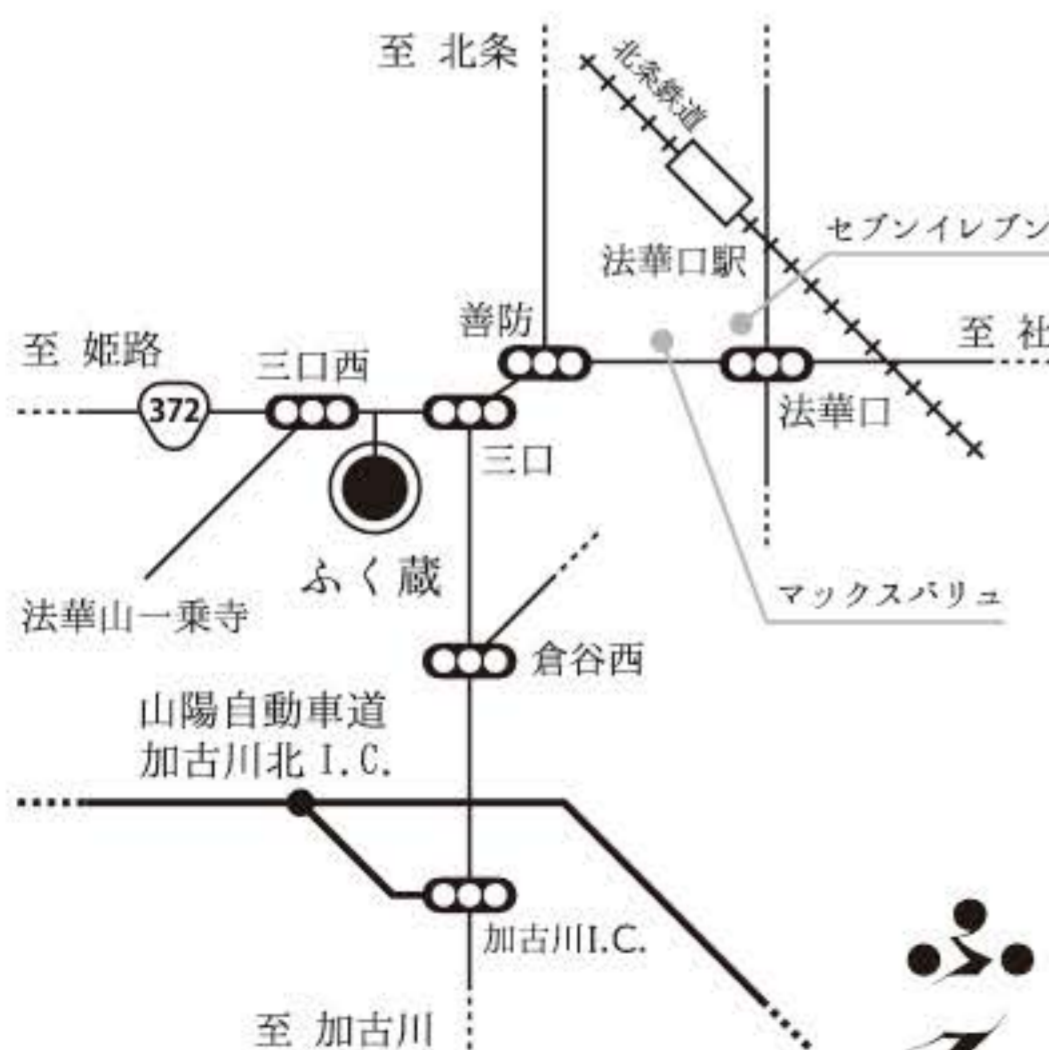 至 北条
北条鉄道
セブンイレブン
法華口駅
善防
至 社
至 姫路
三口西
372
法華口
三口
ふく蔵
法華山一乗寺
マックスバリュ
倉谷西
山陽自動車道
加古川北 I.C.
加古川I.C.
至 加古川